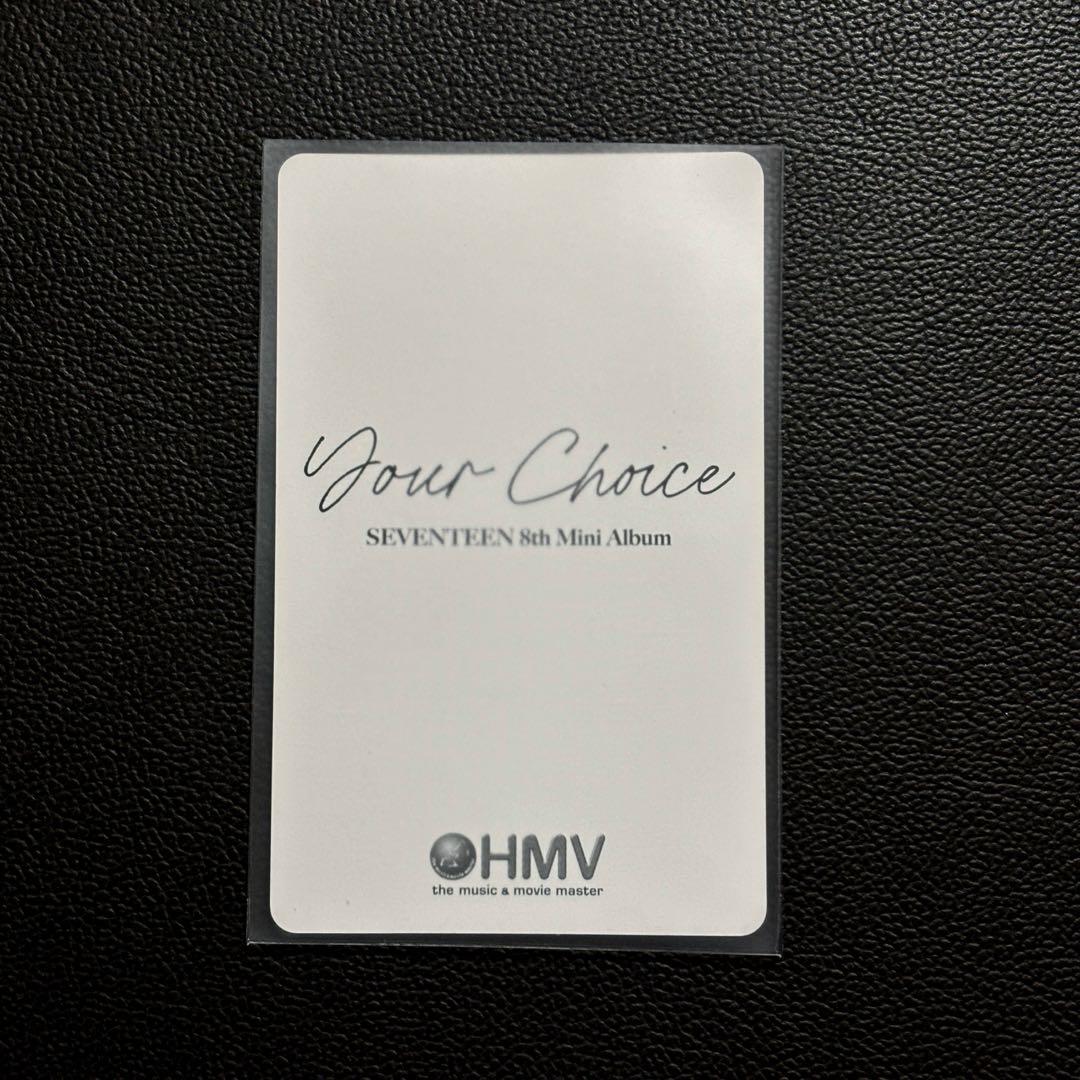 Your Choice
SEVENTEEN 8th Mini Album
HMV
the music & movie master